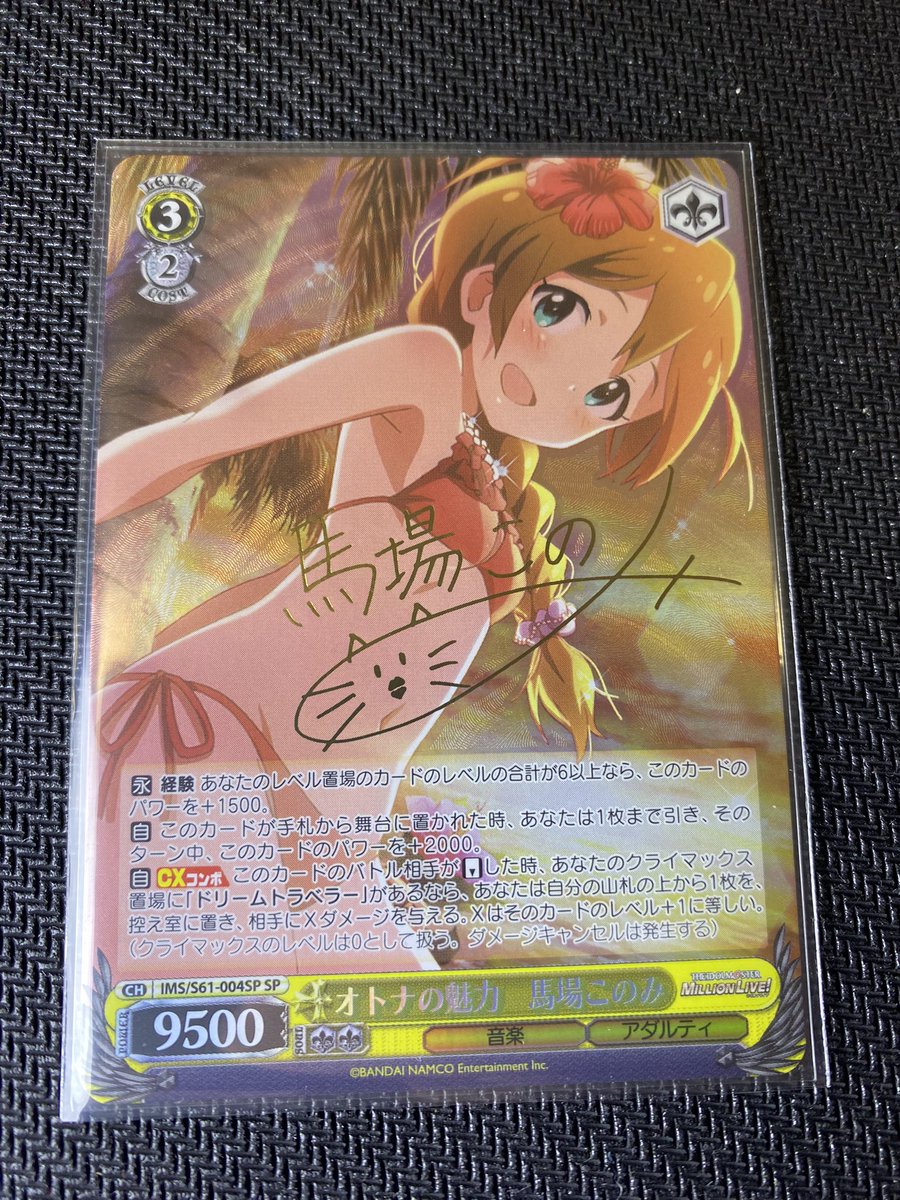 LEVEL
3
2
COST
馬場このみ
永 経験 あなたのレベル置場のカードのレベルの合計が6以上なら、このカードの
パワーを+1500。
自 このカードが手札から舞台に置かれた時、あなたは1枚まで引き、その
ターン中、このカードのパワーを+2000。
自 CXコンボ このカードのバトル相手が した時、あなたのクライマックス
置場に「ドリームトラベラー」があるなら、あなたは自分の山札の上から1枚を、
控え室に置き、相手にXダメージを与える。Xはそのカードのレベル+1に等しい。
（クライマックスのレベルは0として扱う。ダメージキャンセルは発生する）
CH IMS/S61-004SP SP
オトナの魅力 馬場このみ
THE IDOLM@STER
MILLION LIVE!
POWER
9500
SOUL
音楽
アダルティ
©BANDAI NAMCO Entertainment Inc.